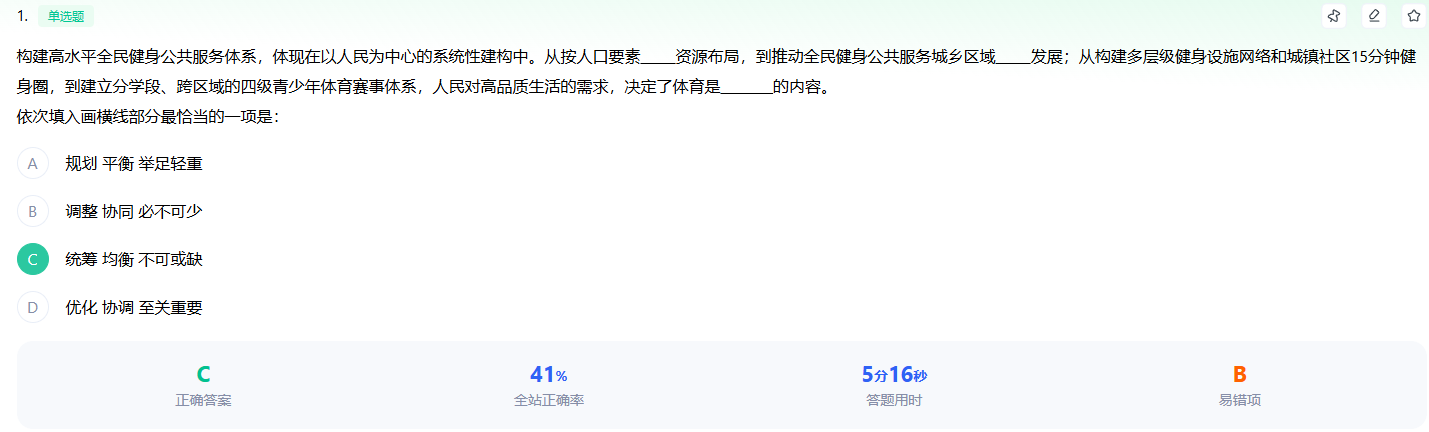 1. 单选题
构建高水平全民健身公共服务体系，体现在以人民为中心的系统性建构中。从按人口要素_____资源布局，到推动全民健身公共服务城乡区域_____发展；从构建多层级健身设施网络和城镇社区15分钟健
身圈，到建立分学段、跨区域的四级青少年体育赛事体系，人民对高品质生活的需求，决定了体育是________的内容。
依次填入画横线部分最恰当的一项是：
A 规划 平衡 举足轻重
B 调整 协同 必不可少
C 统筹 均衡 不可或缺
D 优化 协调 至关重要
C 41% 5分16秒 B
正确答案 全站正确率 答题用时 易错项